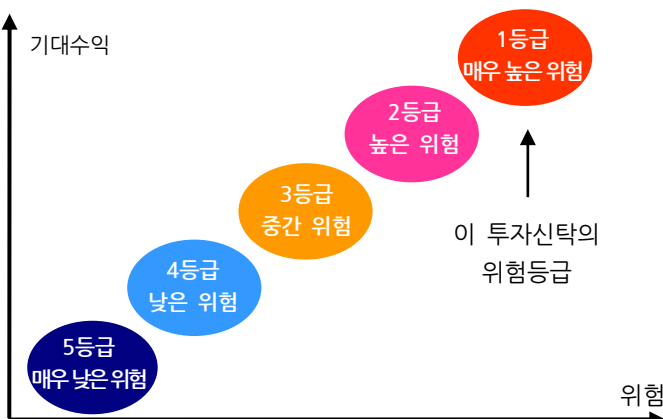 기대수익
1등급
매우 높은 위험
2등급
높은 위험
3등급
중간 위험
이 투자신탁의
위험등급
4등급
낮은 위험
5등급
매우 낮은 위험
위험